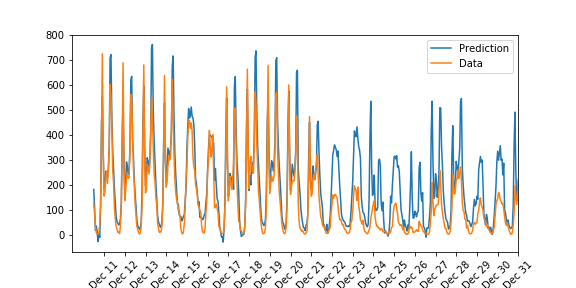 800
700
600
500
400
300
200
100
0
Prediction
Data
Dec 11
Dec 12
Dec 13
Dec 14
Dec 15
Dec 16
Dec 17
Dec 18
Dec 19
Dec 20
Dec 21
Dec 22
Dec 23
Dec 24
Dec 25
Dec 26
Dec 27
Dec 28
Dec 29
Dec 30
Dec 31